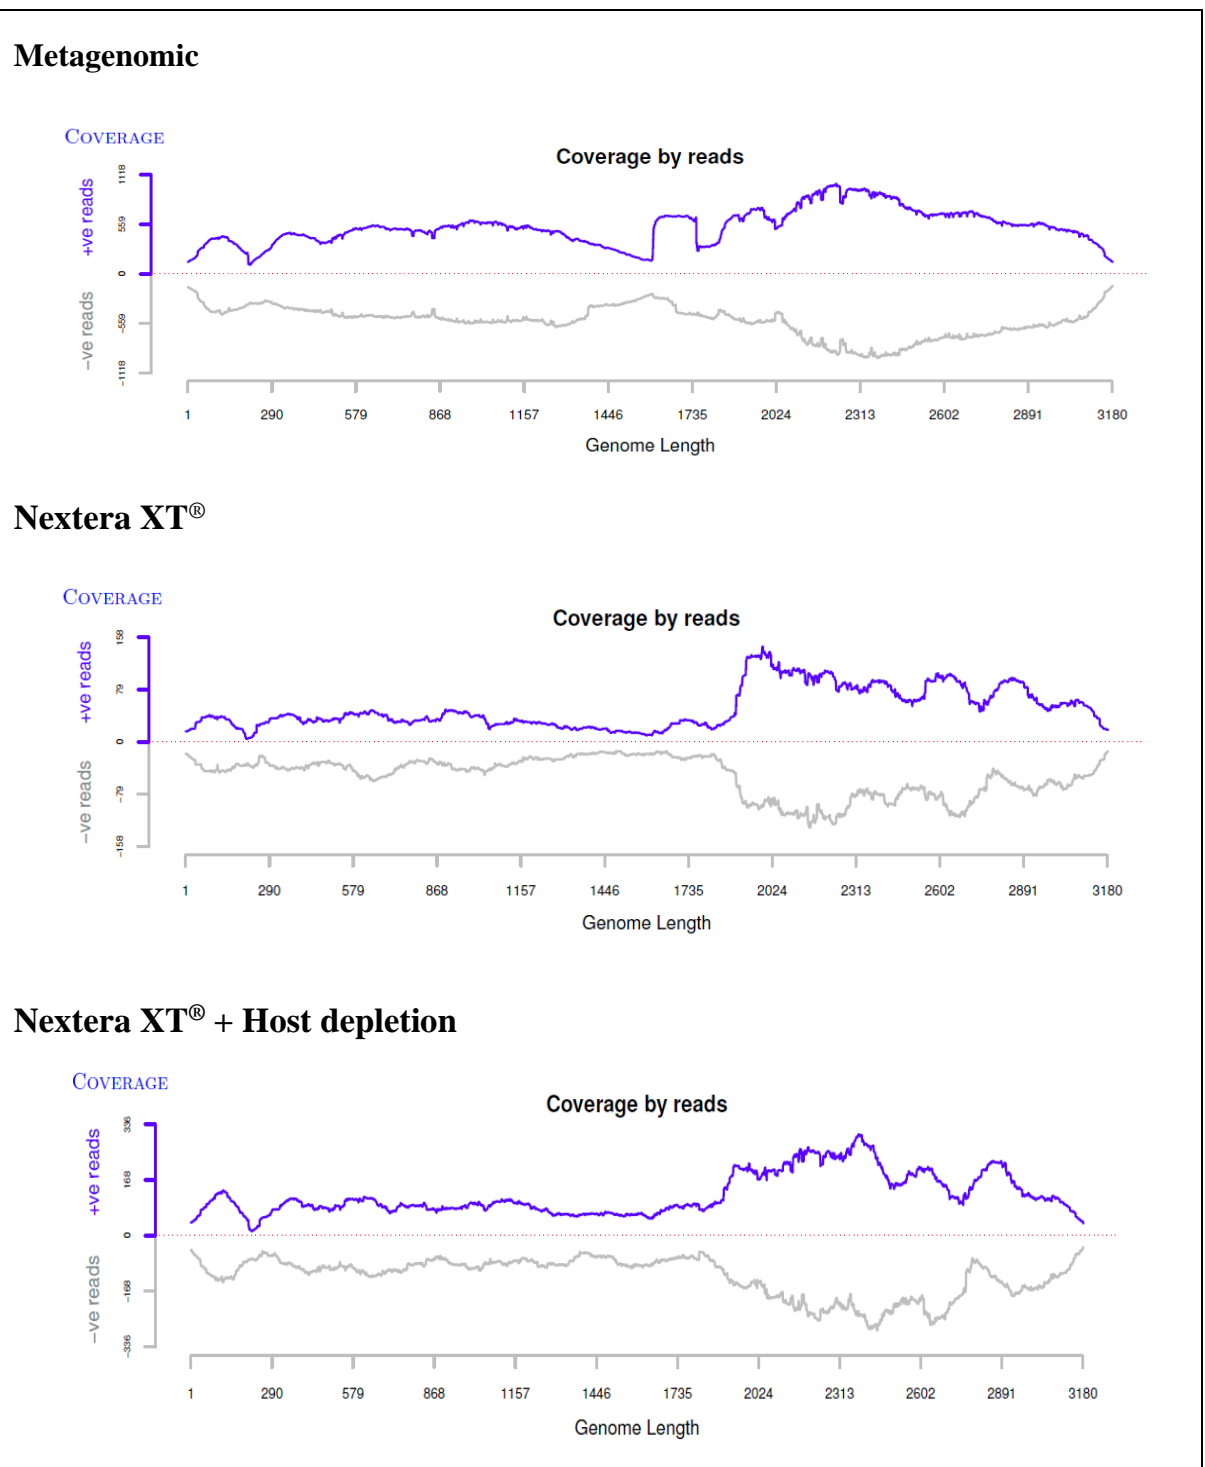 Metagenomic
COVERAGE
Coverage by reads
+ve reads
1118
559
0
−ve reads
−559
−1118
1 290 579 868 1157 1446 1735 2024 2313 2602 2891 3180
Genome Length
Nextera XT®
COVERAGE
Coverage by reads
+ve reads
158
79
0
−ve reads
−79
−158
1 290 579 868 1157 1446 1735 2024 2313 2602 2891 3180
Genome Length
Nextera XT® + Host depletion
COVERAGE
Coverage by reads
+ve reads
336
168
0
−ve reads
−168
−336
1 290 579 868 1157 1446 1735 2024 2313 2602 2891 3180
Genome Length